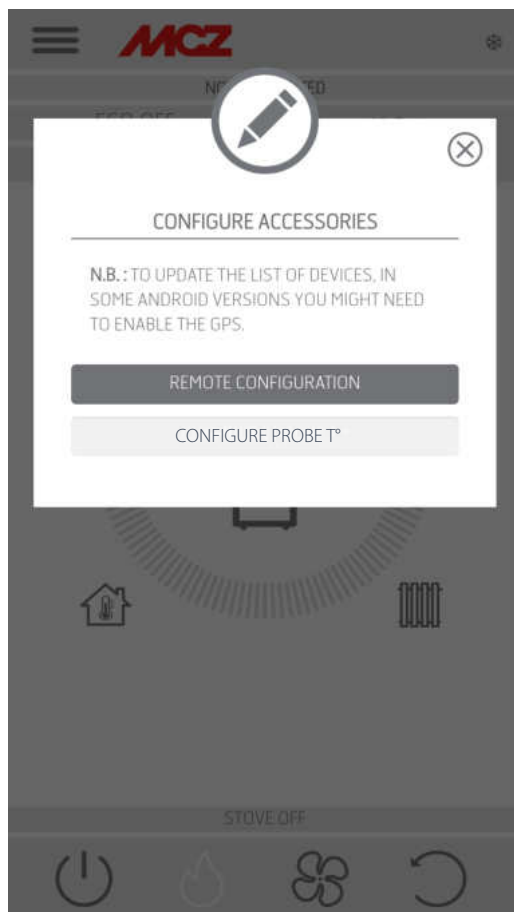 MCZ
CONFIGURE ACCESSORIES
N.B. : TO UPDATE THE LIST OF DEVICES, IN
SOME ANDROID VERSIONS YOU MIGHT NEED
TO ENABLE THE GPS.
REMOTE CONFIGURATION
CONFIGURE PROBE T°
STOVE OFF